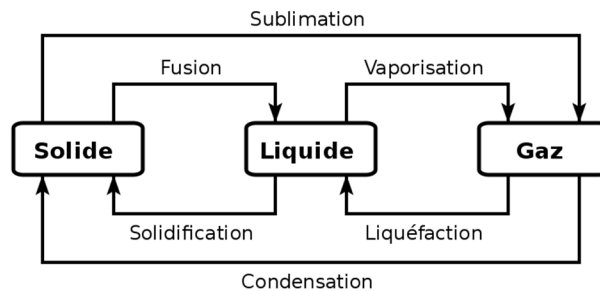 Sublimation
Fusion
Vaporisation
Solide
Liquide
Gaz
Solidification
Liquéfaction
Condensation